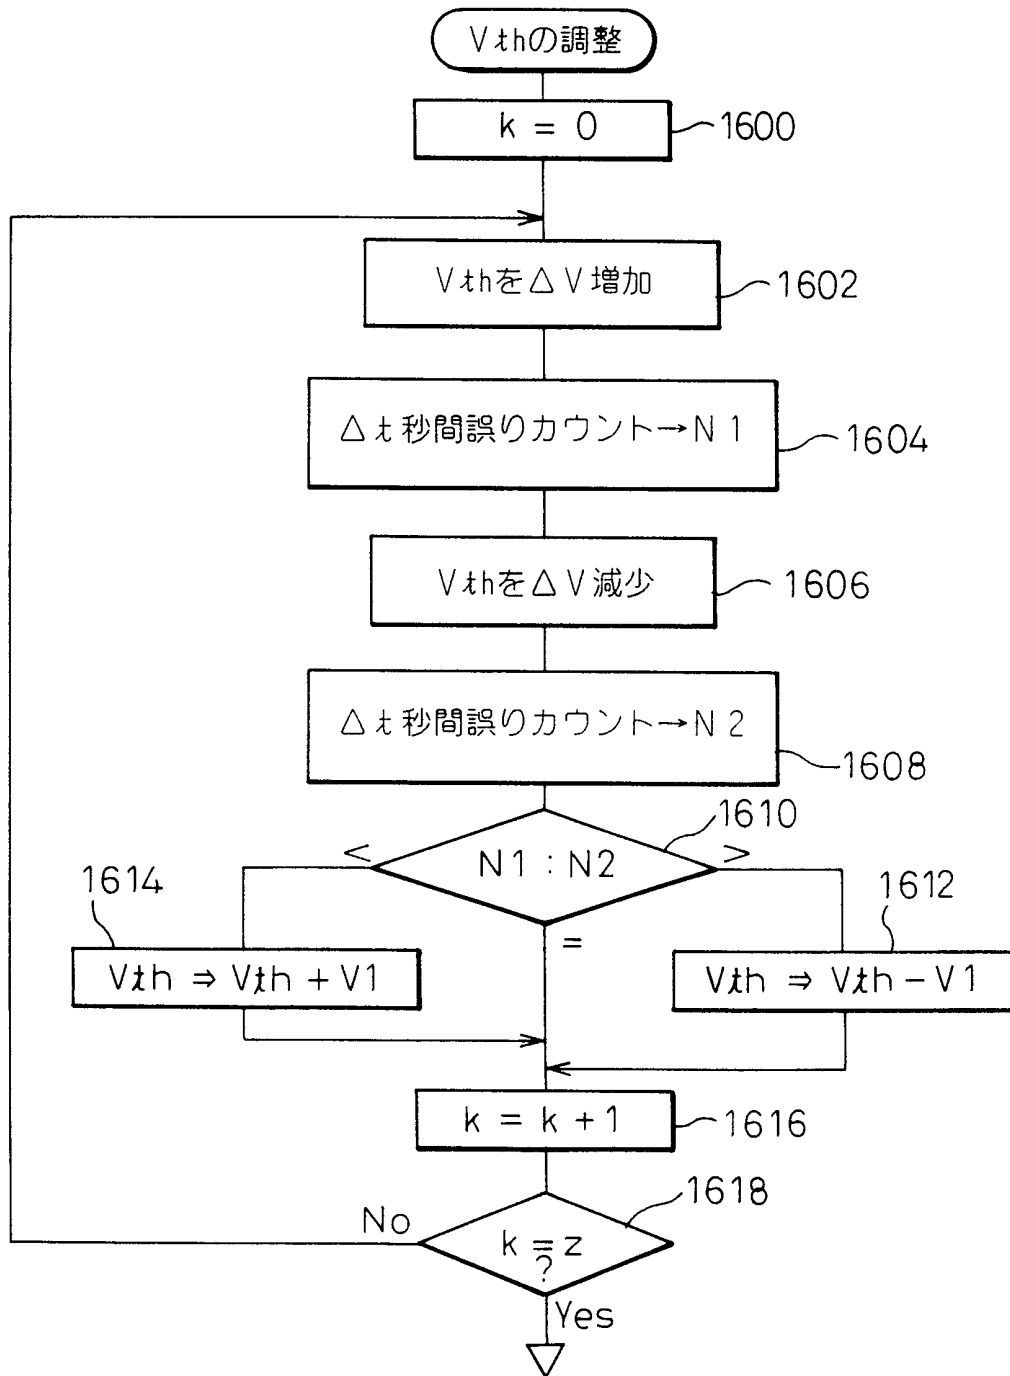 Vthの調整
k = 0
1600
Vthを△V増加
1602
△t秒間誤りカウント→N1
1604
Vthを△V減少
1606
△t秒間誤りカウント→N2
1608
1610
<
N1 : N2
>
1614
1612
=
Vth ⇒ Vth + V1
Vth ⇒ Vth - V1
k = k + 1
1616
1618
No
k = z
?
Yes